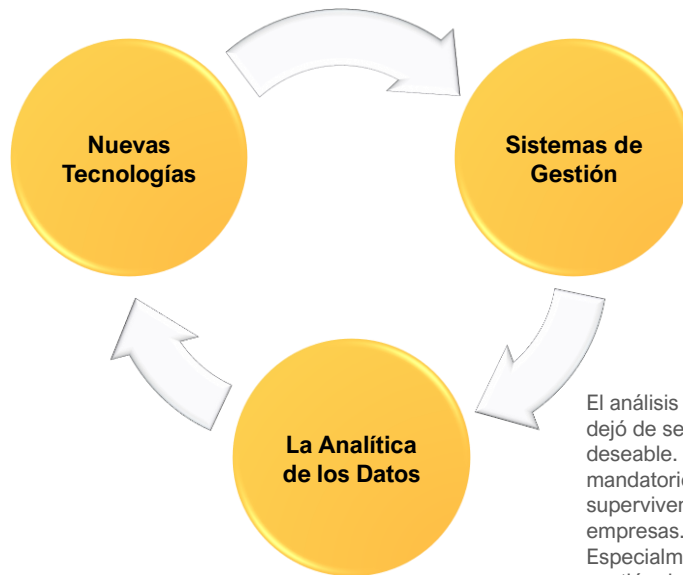 Nuevas
Tecnologías
Sistemas de
Gestión
La Analítica
de los Datos
El análisis
dejó de se
deseable.
mandatorio
superviven
empresas.
Especialm